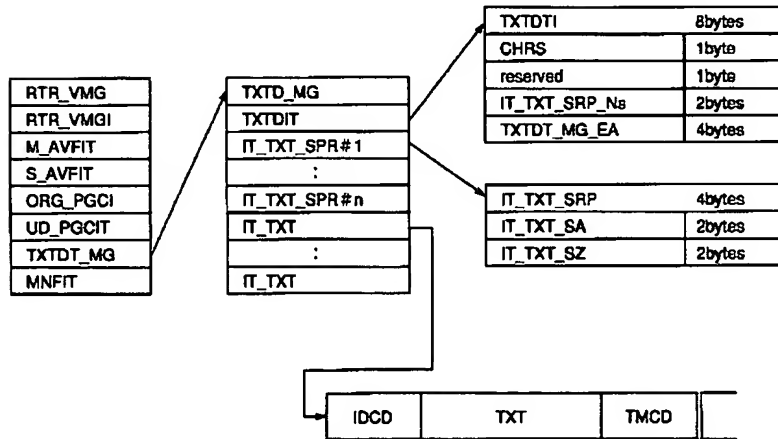 RTR_VMG
RTR_VMGI
M_AVFIT
S_AVFIT
ORG_PGCI
UD_PGCIT
TXTDT_MG
MNFIT
TXTD_MG
TXTDIT
IT_TXT_SPR#1
:
IT_TXT_SPR#n
IT_TXT
:
IT_TXT
TXTDTI 8bytes
CHRS 1byte
reserved 1byte
IT_TXT_SRP_Ns 2bytes
TXTDT_MG_EA 4bytes
IT_TXT_SRP 4bytes
IT_TXT_SA 2bytes
IT_TXT_SZ 2bytes
IDCD TXT TMCD